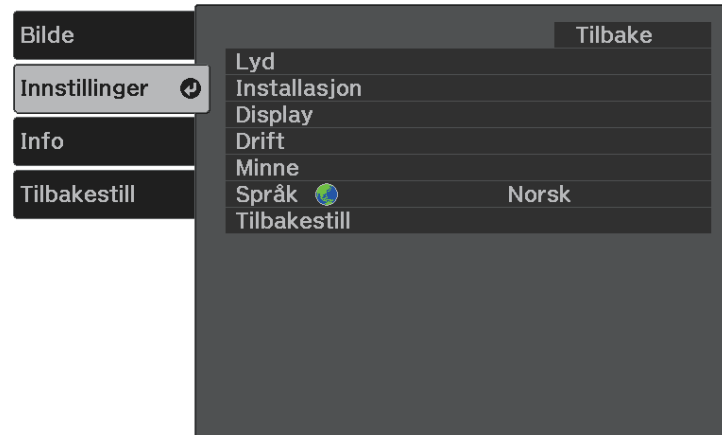 Bilde
Innstillinger
Info
Tilbakestill
Tilbake
Lyd
Installasjon
Display
Drift
Minne
Språk Norsk
Tilbakestill